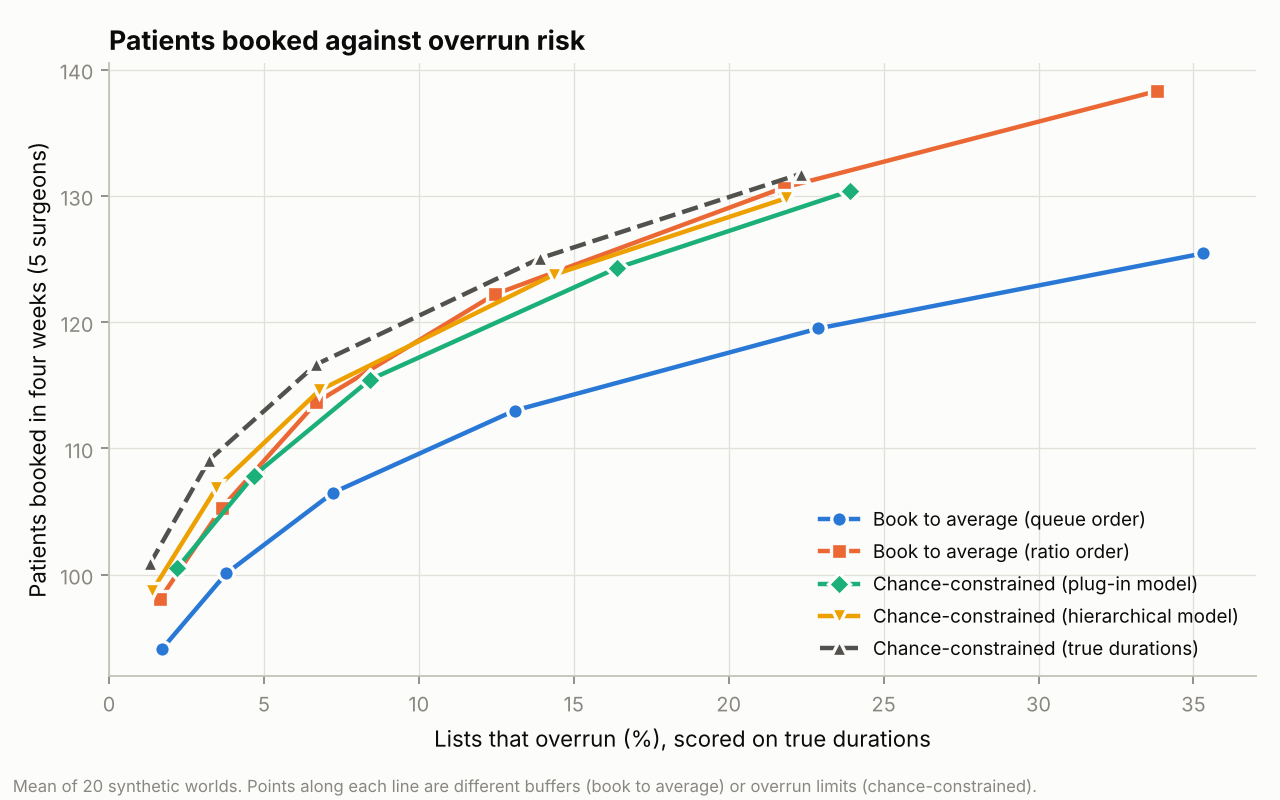 Patients booked against overrun risk
140
130
120
110
100
Patients booked in four weeks (5 surgeons)
Book to average (queue order)
Book to average (ratio order)
Chance-constrained (plug-in model)
Chance-constrained (hierarchical model)
Chance-constrained (true durations)
0 5 10 15 20 25 30 35
Lists that overrun (%), scored on true durations
Mean of 20 synthetic worlds. Points along each line are different buffers (book to average) or overrun limits (chance-constrained).